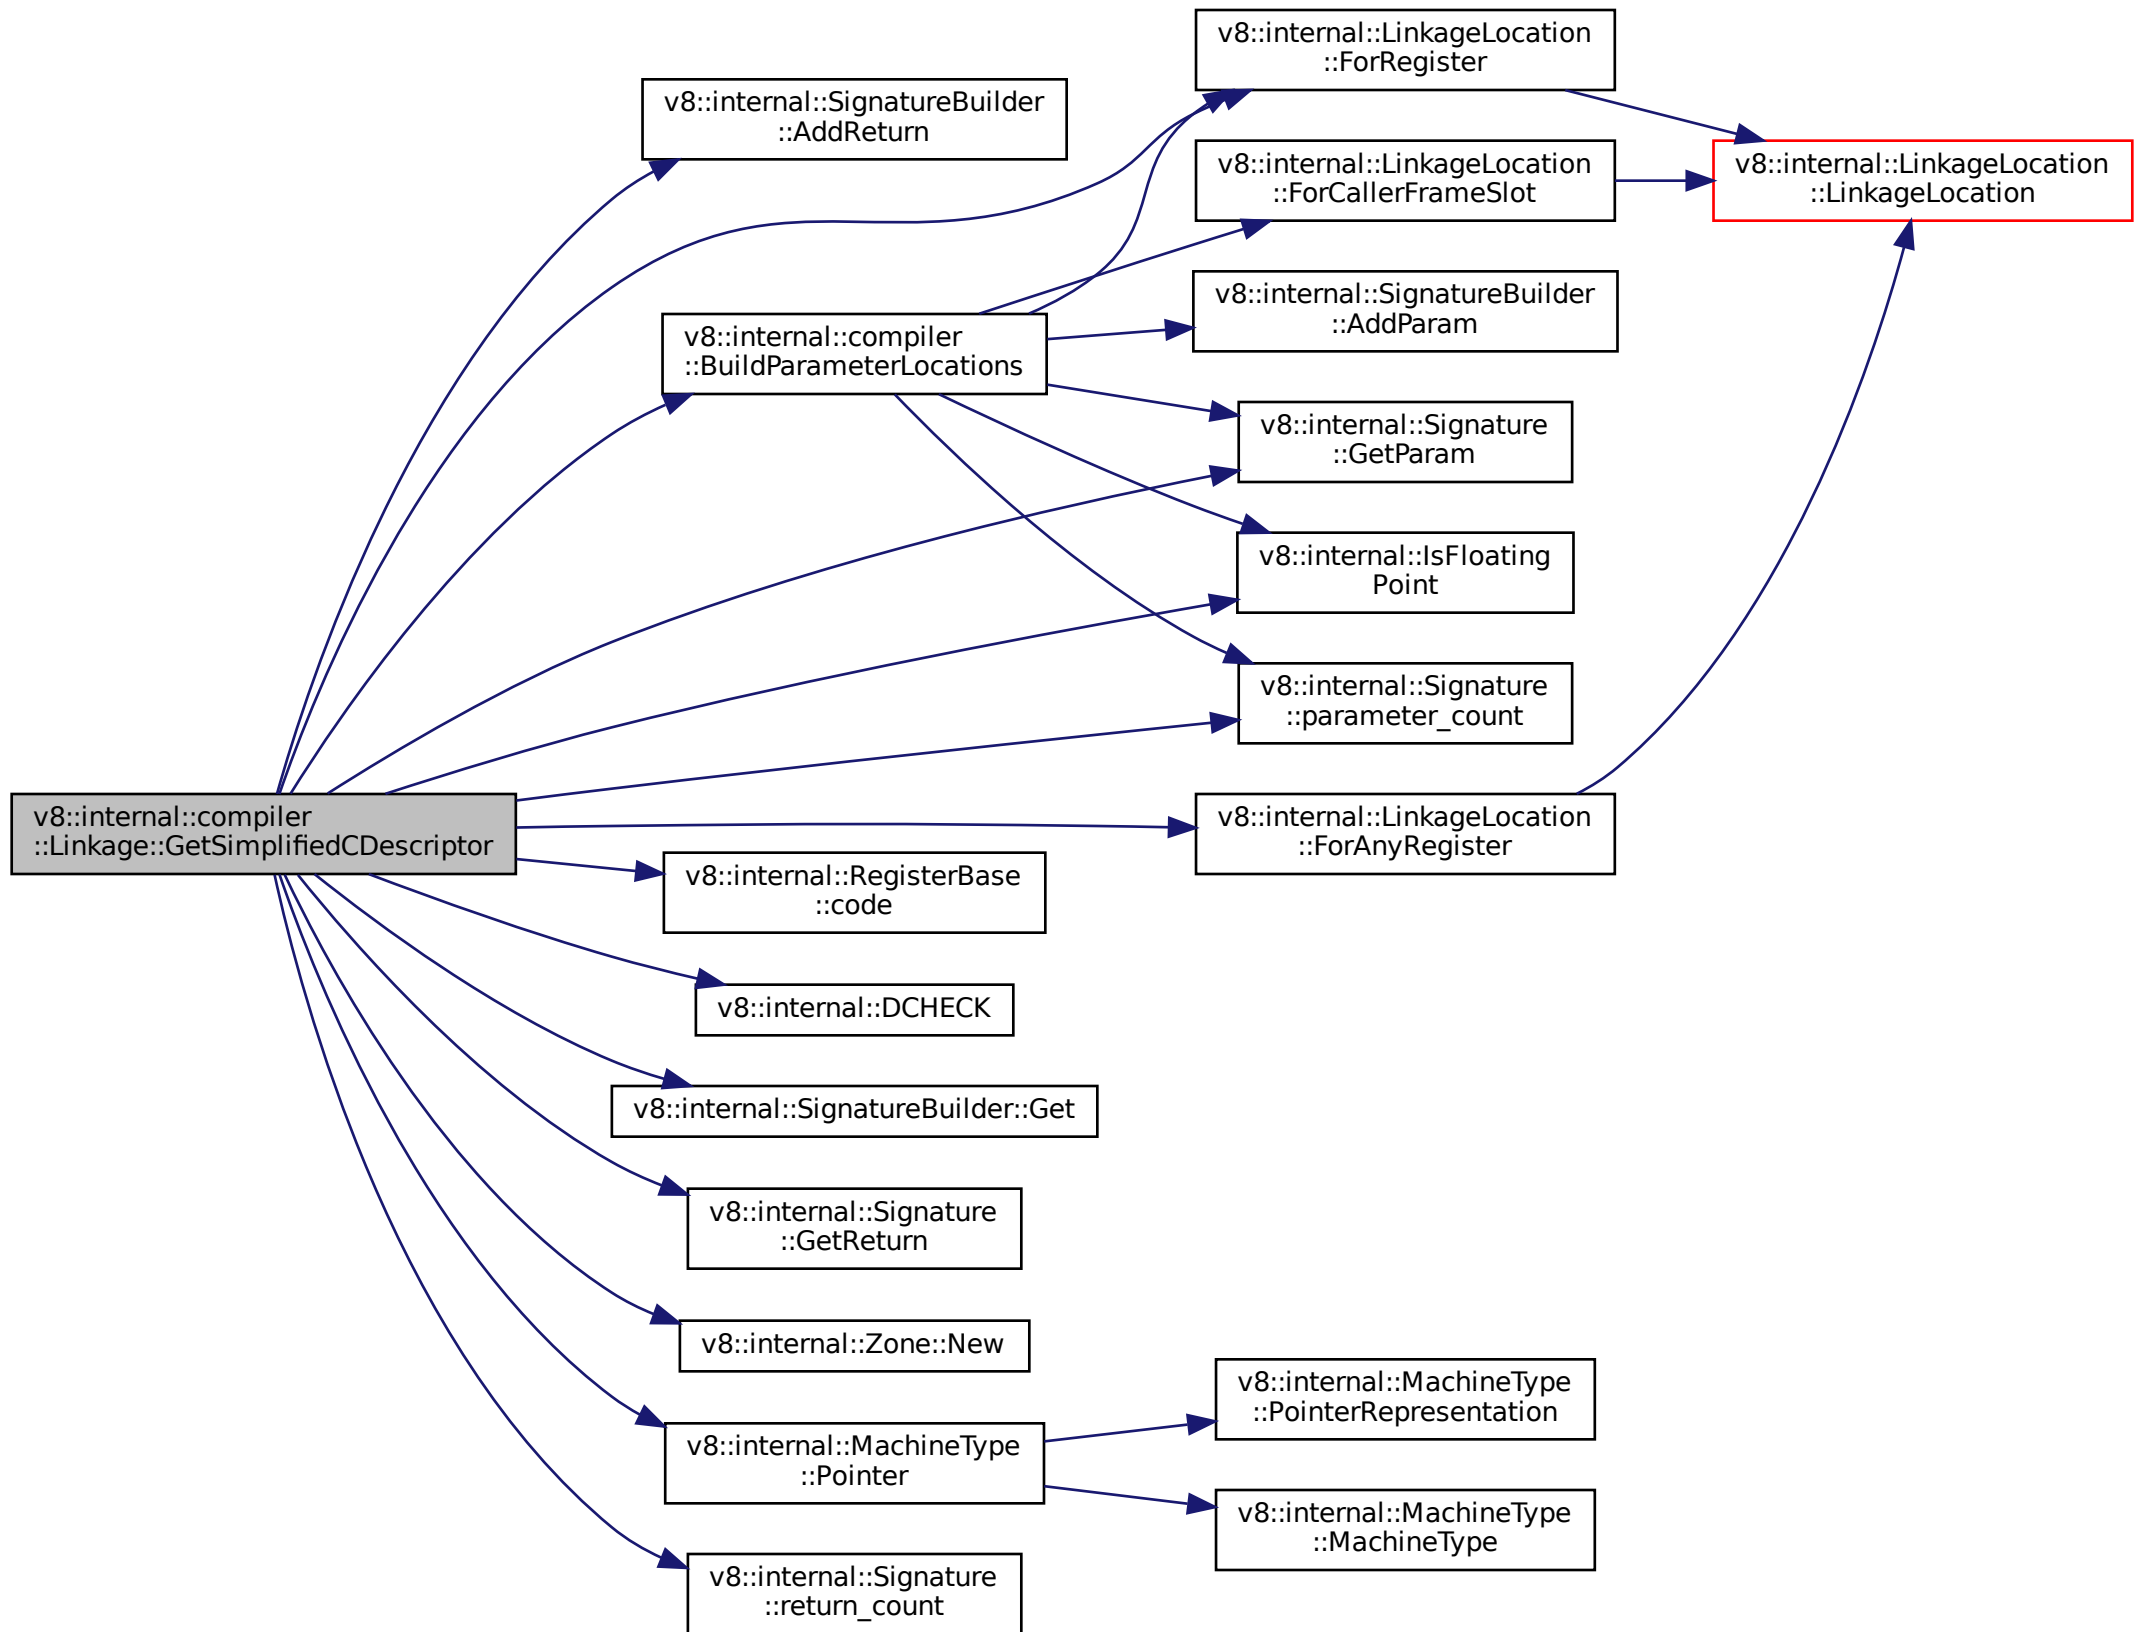 v8::internal::LinkageLocation
::ForRegister
v8::internal::SignatureBuilder
::AddReturn
v8::internal::LinkageLocation
::ForCallerFrameSlot
v8::internal::LinkageLocation
::LinkageLocation
v8::internal::SignatureBuilder
::AddParam
v8::internal::compiler
::BuildParameterLocations
v8::internal::Signature
::GetParam
v8::internal::IsFloating
Point
v8::internal::Signature
::parameter_count
v8::internal::compiler
::Linkage::GetSimplifiedCDescriptor
v8::internal::LinkageLocation
::ForAnyRegister
v8::internal::RegisterBase
::code
v8::internal::DCHECK
v8::internal::SignatureBuilder::Get
v8::internal::Signature
::GetReturn
v8::internal::Zone::New
v8::internal::MachineType
::PointerRepresentation
v8::internal::MachineType
::Pointer
v8::internal::MachineType
::MachineType
v8::internal::Signature
::return_count